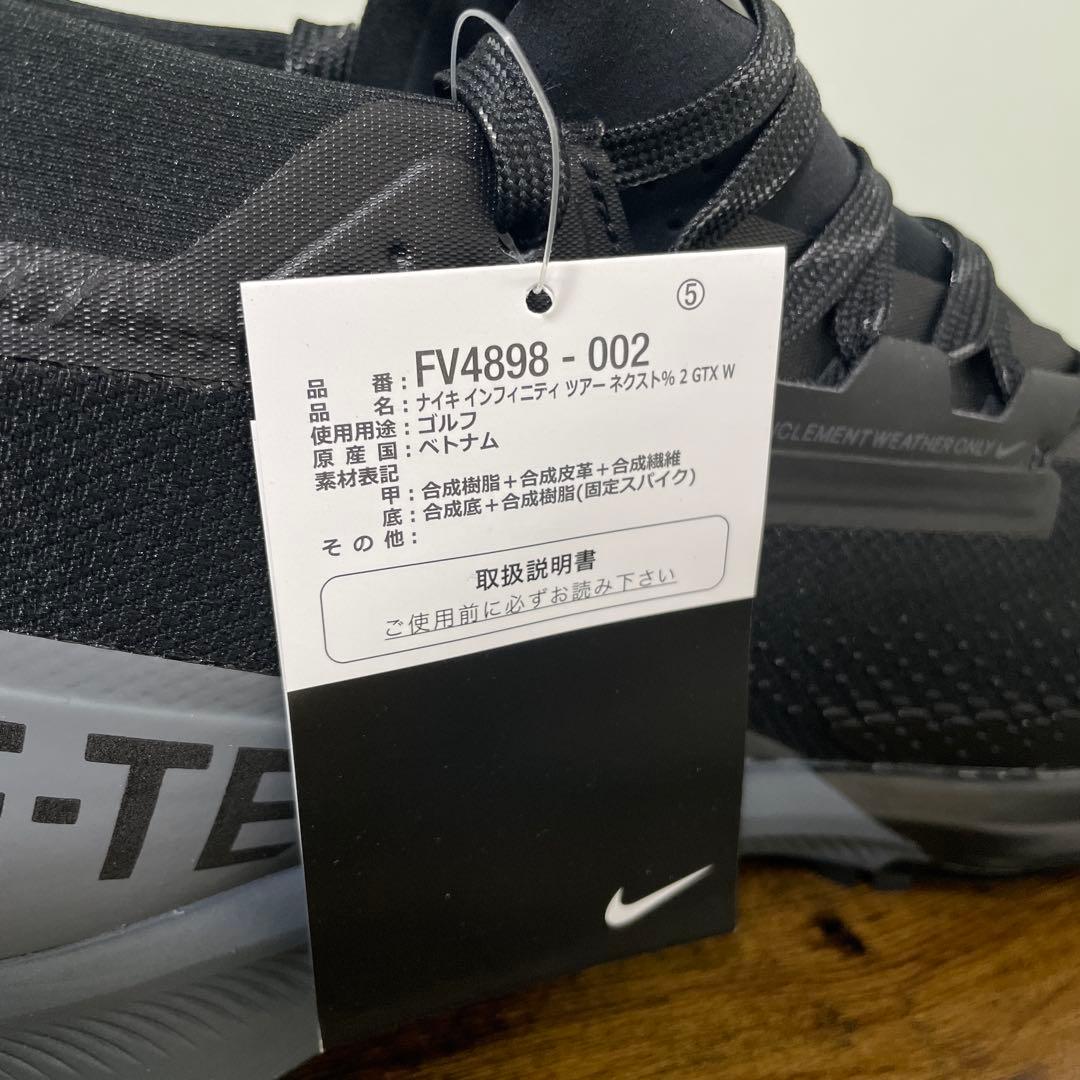 ⑤
品番:FV4898-002
品名:ナイキ インフィニティ ツアー ネクスト% 2 GTX W
使用用途:ゴルフ
原産国:ベトナム
素材表記
甲:合成樹脂+合成皮革+合成繊維
底:合成底+合成樹脂(固定スパイク)
その他:
取扱説明書
ご使用前に必ずお読み下さい
CLEMENT WEATHER ONLY
-TE